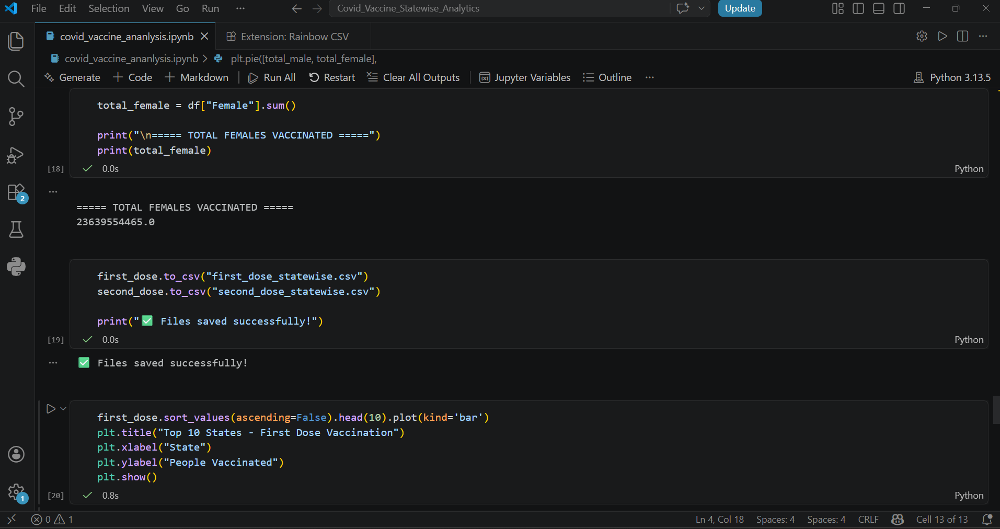 File Edit Selection View Go Run ··· Covid_Vaccine_Statewise_Analytics Update
covid_vaccine_ananlysis.ipynb Extension: Rainbow CSV
covid_vaccine_ananlysis.ipynb > plt.pie([total_male, total_female],
Generate + Code + Markdown Run All Restart Clear All Outputs Jupyter Variables Outline ··· Python 3.13.5
total_female = df["Female"].sum()
print("\n===== TOTAL FEMALES VACCINATED =====")
print(total_female)
[18] 0.0s Python
===== TOTAL FEMALES VACCINATED =====
23639554465.0
first_dose.to_csv("first_dose_statewise.csv")
second_dose.to_csv("second_dose_statewise.csv")
print("✅ Files saved successfully!")
[19] 0.0s Python
✅ Files saved successfully!
first_dose.sort_values(ascending=False).head(10).plot(kind='bar')
plt.title("Top 10 States - First Dose Vaccination")
plt.xlabel("State")
plt.ylabel("People Vaccinated")
plt.show()
[20] 0.8s Python
2
1
0 1 Ln 4, Col 18 Spaces: 4 Spaces: 4 CRLF Cell 13 of 13